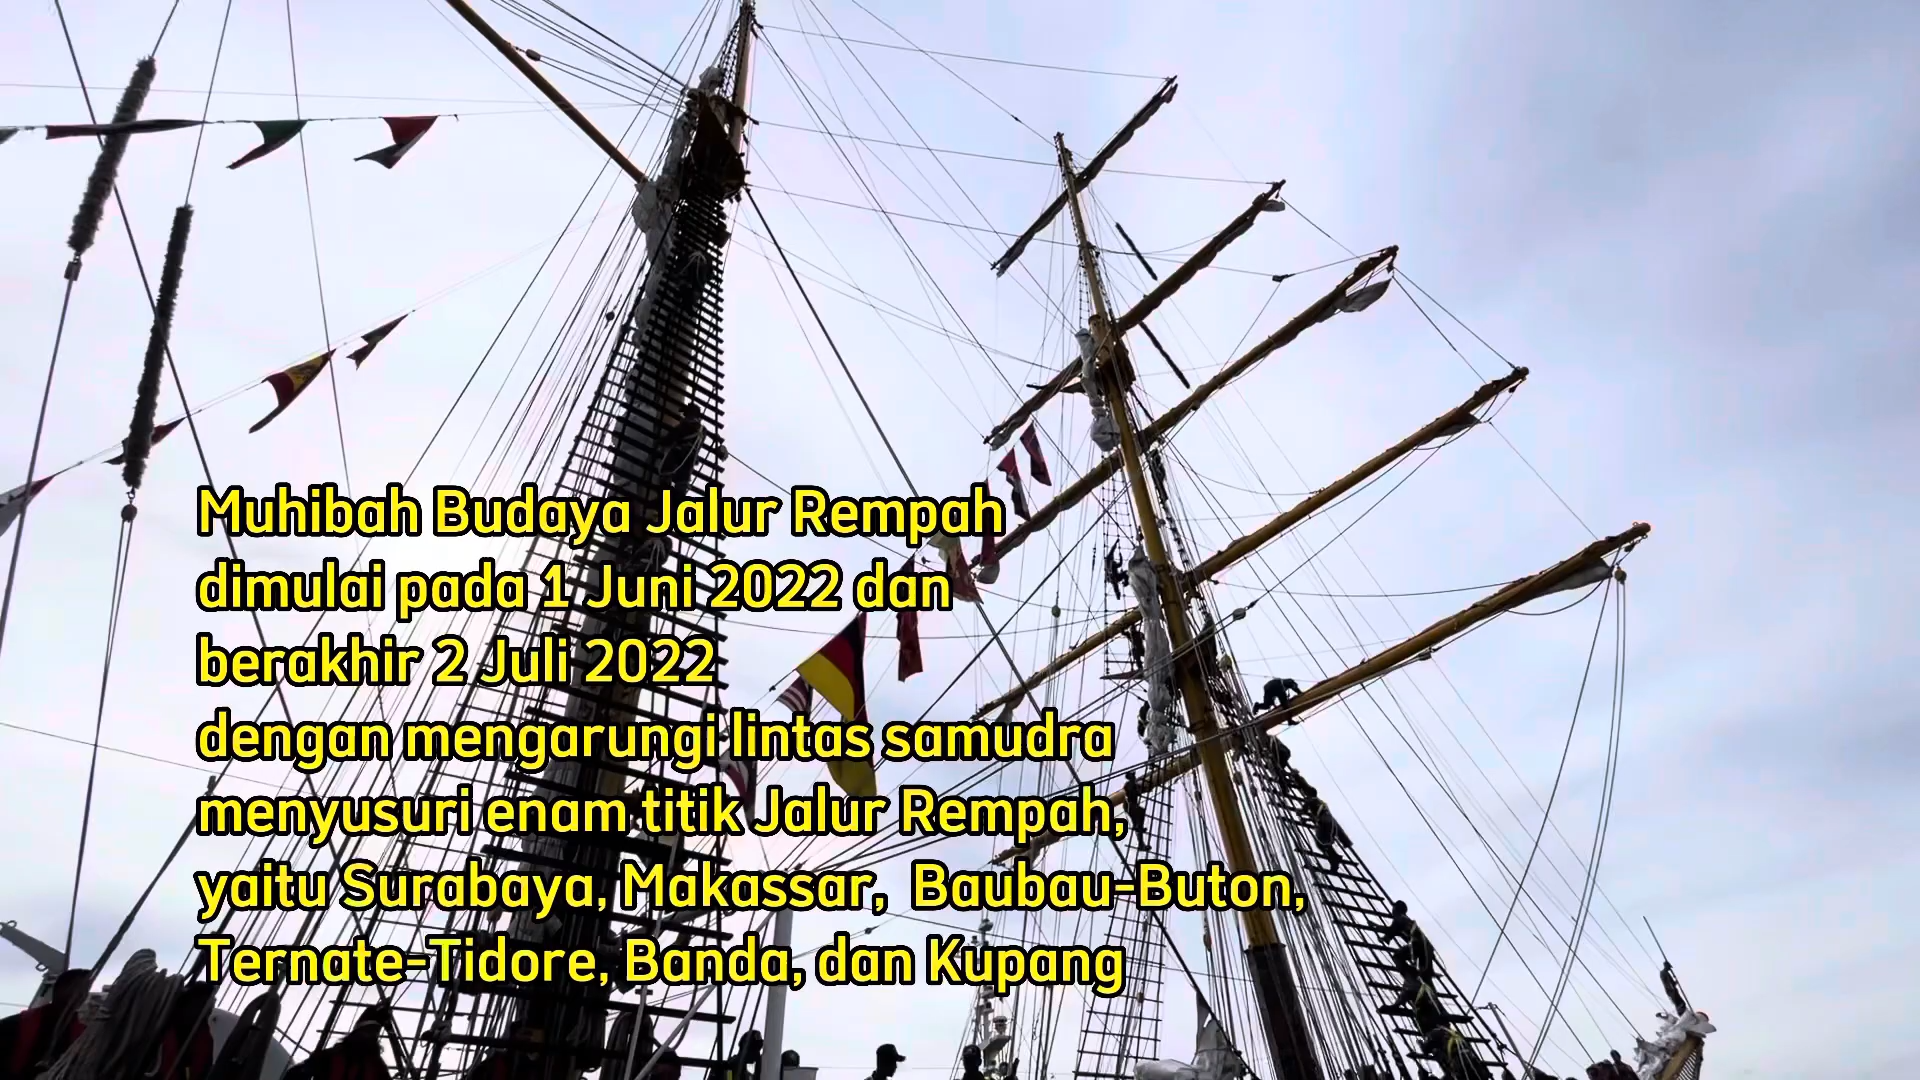 Muhibah Budaya Jalur Rempah
dimulai pada 1 Juni 2022 dan
berakhir 2 Juli 2022
dengan mengarungi lintas samudra
menyusuri enam titik Jalur Rempah,
yaitu Surabaya, Makassar, Baubau-Buton,
Ternate-Tidore, Banda, dan Kupang